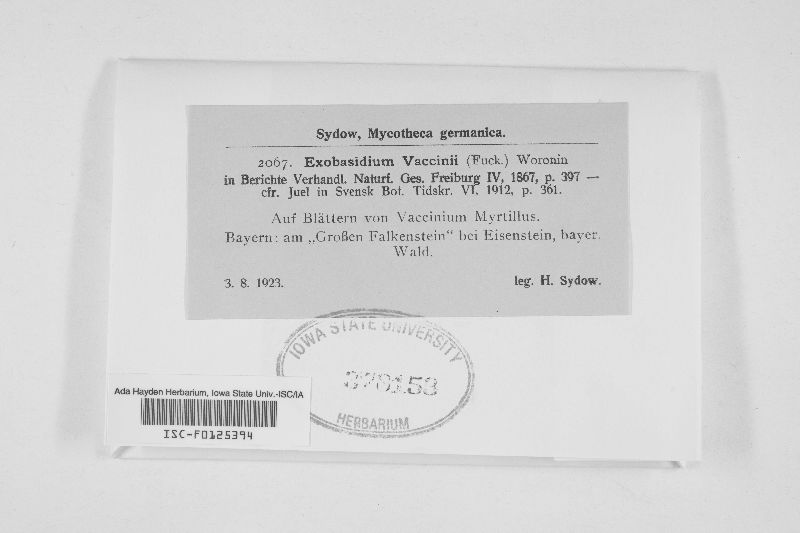 Sydow, Mycotheca germanica.
2067. Exobasidium Vaccinii (Fuck.) Woronin
in Berichte Verhandl. Naturf. Ges. Freiburg IV, 1867, p. 397 —
cfr. Juel in Svensk Bot. Tidskr. VI, 1912, p. 361.
Auf Blättern von Vaccinium Myrtillus.
Bayern: am „Großen Falkenstein“ bei Eisenstein, bayer.
Wald.
3. 8. 1923. leg. H. Sydow.
IOWA STATE UNIVERSITY
HERBARIUM
Ada Hayden Herbarium, Iowa State Univ.-ISC/IA
ISC-F0125394